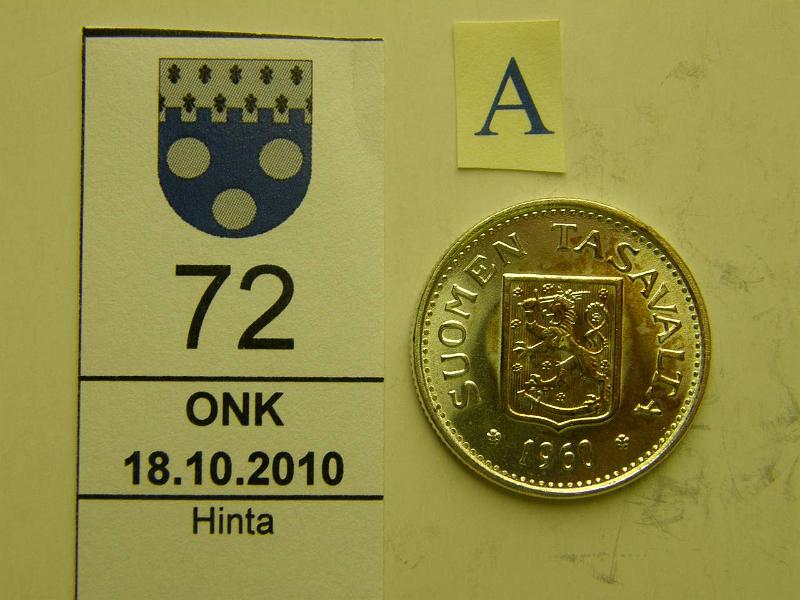 72
ONK
18.10.2010
Hinta
A
SUOMEN TASAVALTA
1960